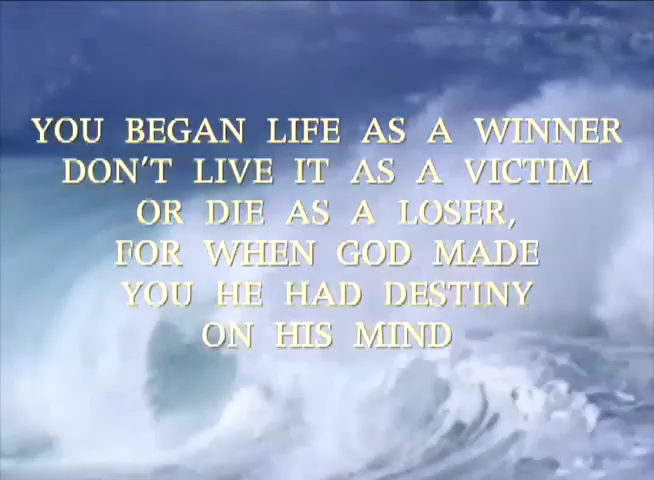 YOU BEGAN LIFE AS A WINNER
DON'T LIVE IT AS A VICTIM
OR DIE AS A LOSER,
FOR WHEN GOD MADE
YOU HE HAD DESTINY
ON HIS MIND